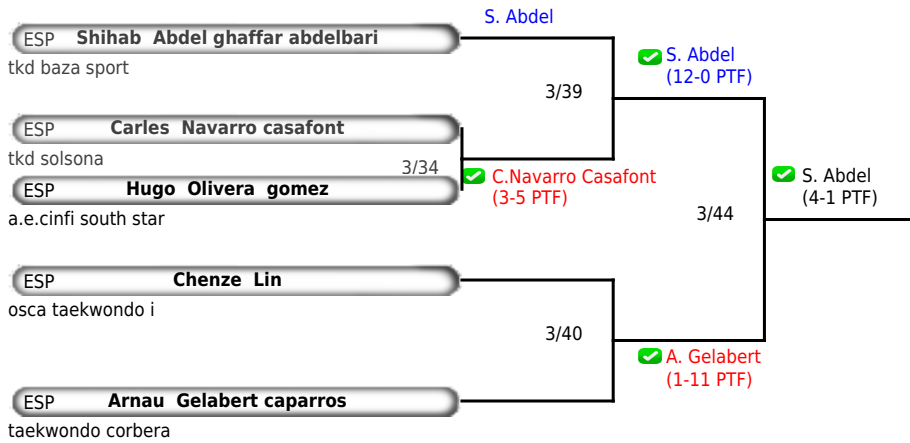 S. Abdel
ESP Shihab Abdel ghaffar abdelbari
tkd baza sport
S. Abdel
(12-0 PTF)
3/39
ESP Carles Navarro casafont
tkd solsona
3/34
C.Navarro Casafont
(3-5 PTF)
ESP Hugo Olivera gomez
a.e.cinfi south star
S. Abdel
(4-1 PTF)
3/44
ESP Chenze Lin
osca taekwondo i
3/40
A. Gelabert
(1-11 PTF)
ESP Arnau Gelabert caparros
taekwondo corbera